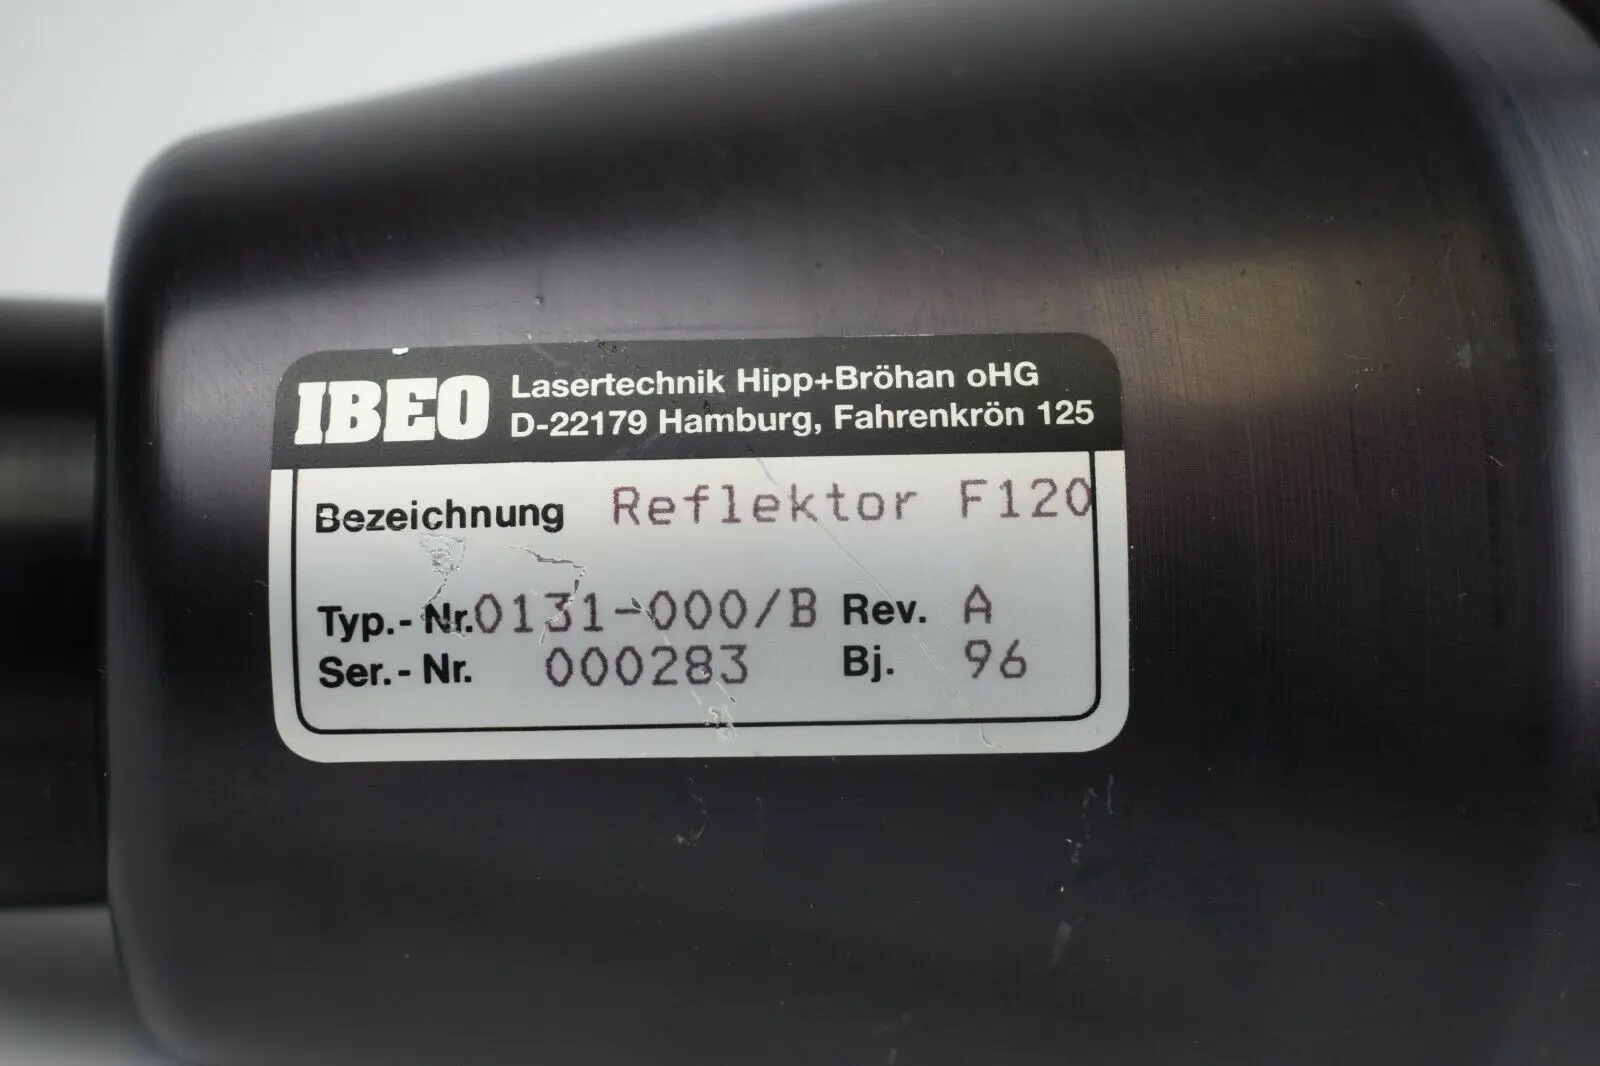 IBEO Lasertechnik Hipp+Bröhan oHG
D-22179 Hamburg, Fahrenkrön 125
Bezeichnung Reflektor F120
Typ.- Nr. 0131-000/B Rev. A
Ser.- Nr. 000283 Bj. 96